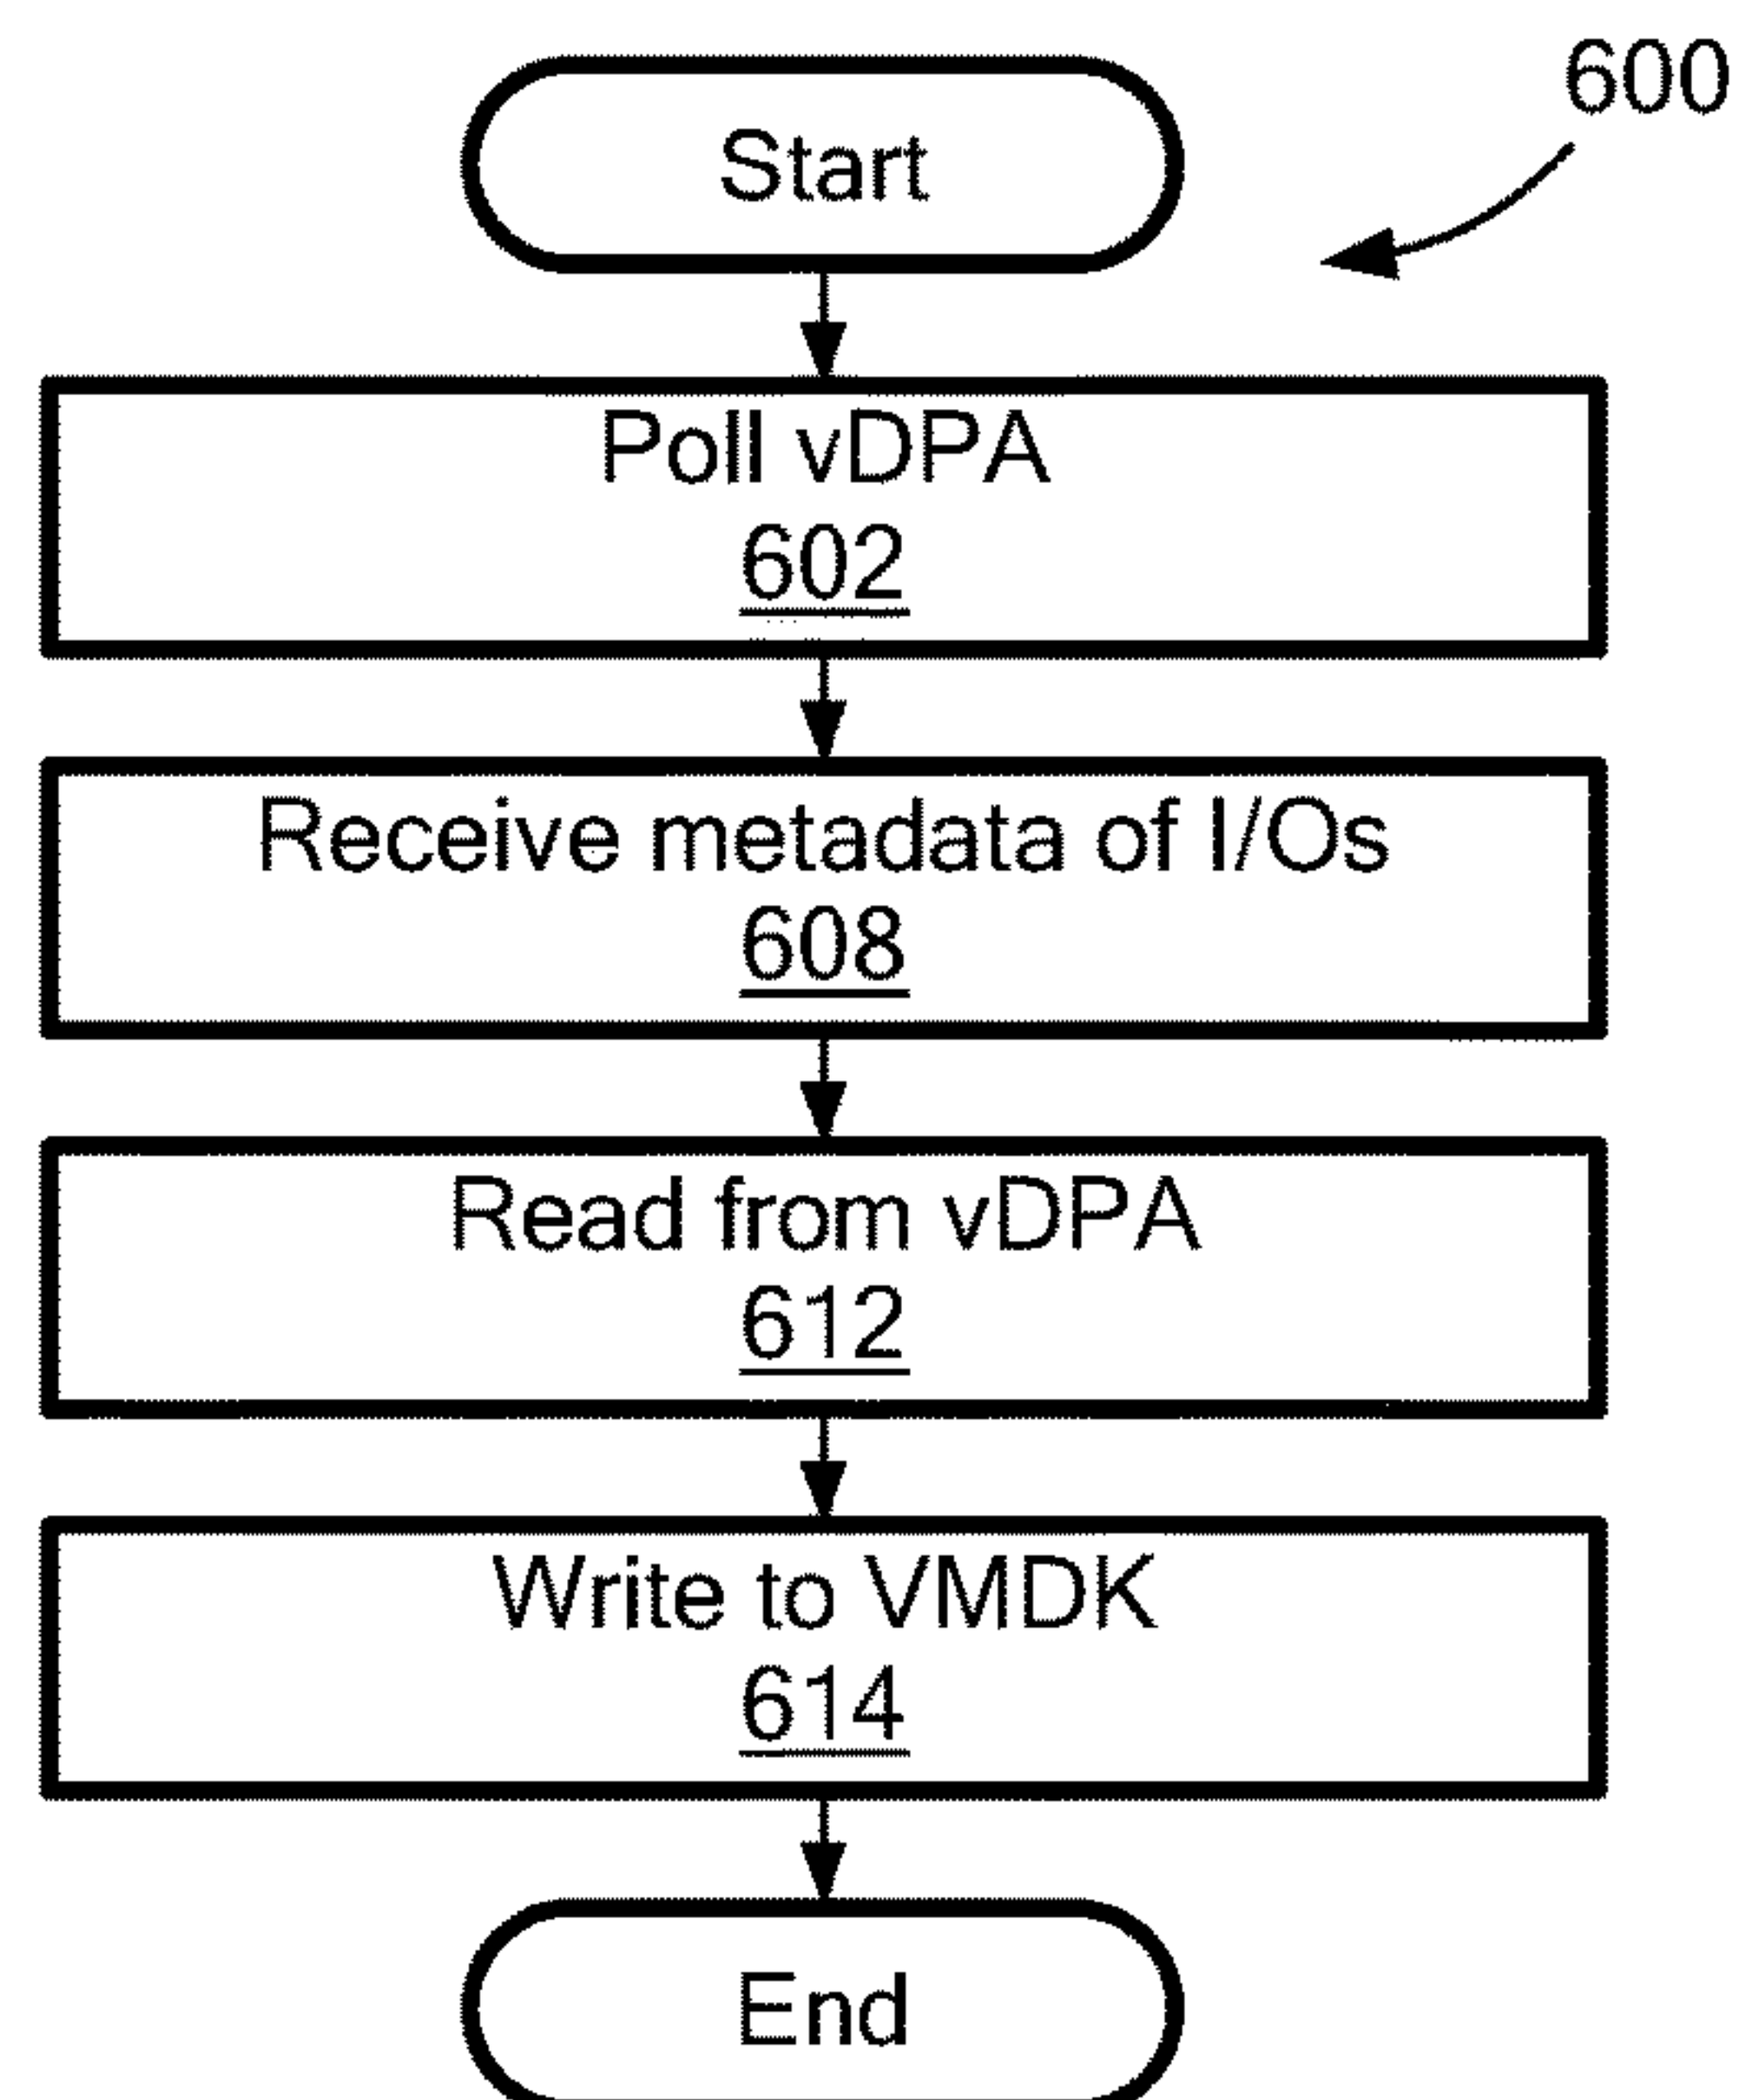 600
Start
Poll vDPA
602
Receive metadata of I/Os
608
Read from vDPA
612
Write to VMDK
614
End